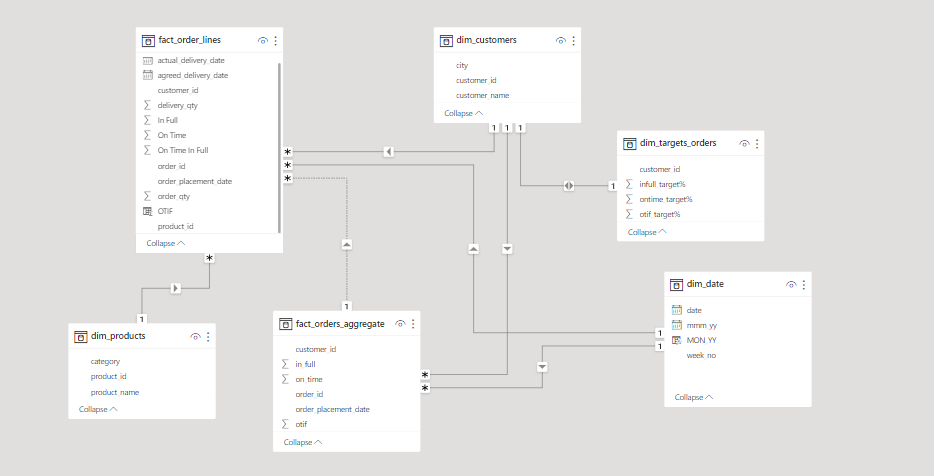 fact_order_lines
actual_delivery_date
agreed_delivery_date
customer_id
delivery_qty
In Full
On Time
On Time In Full
order_id
order_placement_date
order_qty
OTIF
product_id
Collapse
dim_customers
city
customer_id
customer_name
Collapse
1 1 1
*
*
*
dim_targets_orders
customer_id
infull_target%
ontime_target%
otif_target%
Collapse
1
*
1
dim_products
category
product_id
product_name
Collapse
1
fact_orders_aggregate
customer_id
in_full
on_time
order_id
order_placement_date
otif
Collapse
*
*
dim_date
date
mmm_yy
MON_YY
week_no
Collapse
1
1